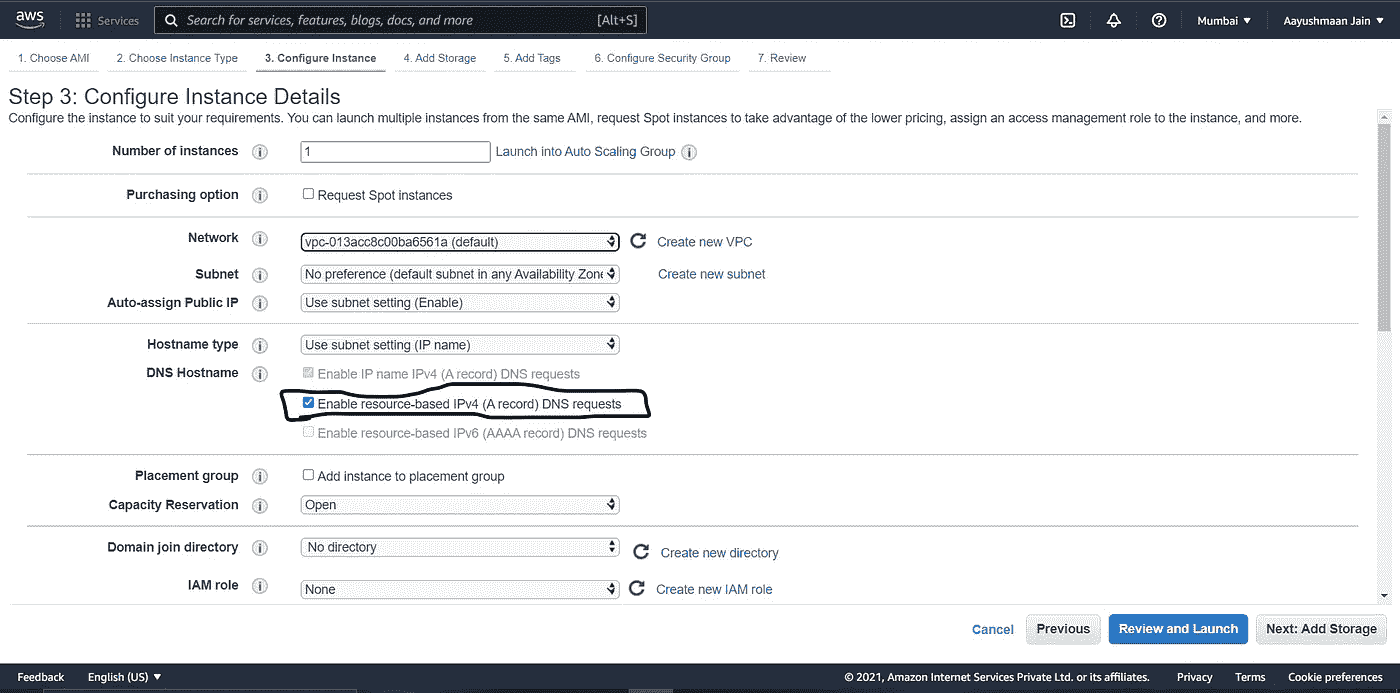 aws Services Search for services, features, blogs, docs, and more [Alt+S] Mumbai Aayushmaan Jain
1. Choose AMI 2. Choose Instance Type 3. Configure Instance 4. Add Storage 5. Add Tags 6. Configure Security Group 7. Review
Step 3: Configure Instance Details
Configure the instance to suit your requirements. You can launch multiple instances from the same AMI, request Spot instances to take advantage of the lower pricing, assign an access management role to the instance, and more.
Number of instances 1 Launch into Auto Scaling Group
Purchasing option Request Spot instances
Network vpc-013acc8c00ba6561a (default) Create new VPC
Subnet No preference (default subnet in any Availability Zone Create new subnet
Auto-assign Public IP Use subnet setting (Enable)
Hostname type Use subnet setting (IP name)
DNS Hostname Enable IP name IPv4 (A record) DNS requests
Enable resource-based IPv4 (A record) DNS requests
Enable resource-based IPv6 (AAAA record) DNS requests
Placement group Add instance to placement group
Capacity Reservation Open
Domain join directory No directory Create new directory
IAM role None Create new IAM role
Cancel Previous Review and Launch Next: Add Storage
Feedback English (US) © 2021, Amazon Internet Services Private Ltd. or its affiliates. Privacy Terms Cookie preferences